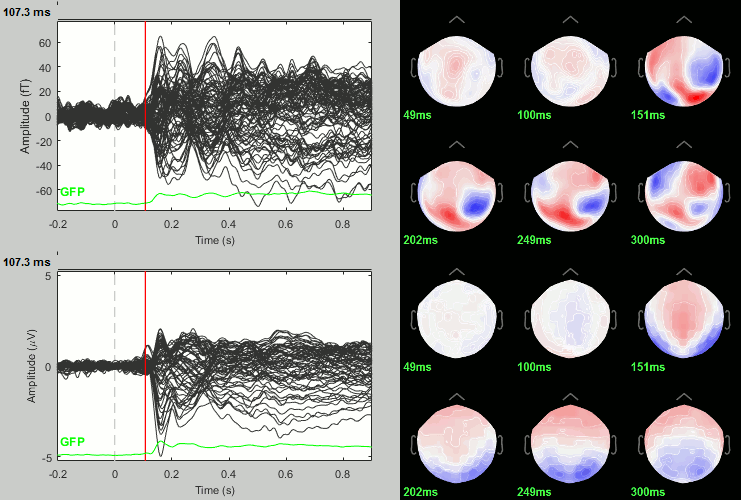 107.3 ms
60
40
20
0
-20
-40
-60
Amplitude (fT)
GFP
-0.2 0 0.2 0.4 0.6 0.8
Time (s)
107.3 ms
5
0
-5
Amplitude (μV)
GFP
-0.2 0 0.2 0.4 0.6 0.8
Time (s)
49ms 100ms 151ms
202ms 249ms 300ms
49ms 100ms 151ms
202ms 249ms 300ms